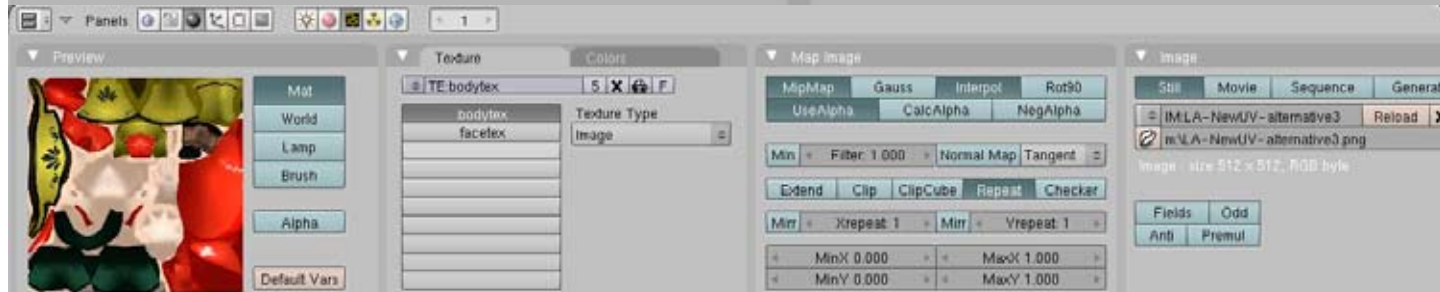 Panels 1
Preview
Mat
World
Lamp
Brush
Alpha
Default Vars
Texture Colors
TE:bodytex 5 X F
bodytex
facetex
Texture Type
Image
Map Image
MipMap Gauss Interpol Rot90
UseAlpha CalcAlpha NegAlpha
Min Filter: 1.000 Normal Map Tangent
Extend Clip ClipCube Repeat Checker
Mirr Xrepeat: 1 Mirr Yrepeat: 1
MinX 0.000 MaxX 1.000
MinY 0.000 MaxY 1.000
Image
Still Movie Sequence Generat
IM:LA-NewUV-alternative3 Reload X
m:\LA-NewUV-alternative3.png
Image - size 512 x 512, RGB byte
Fields Odd
Anti Premul